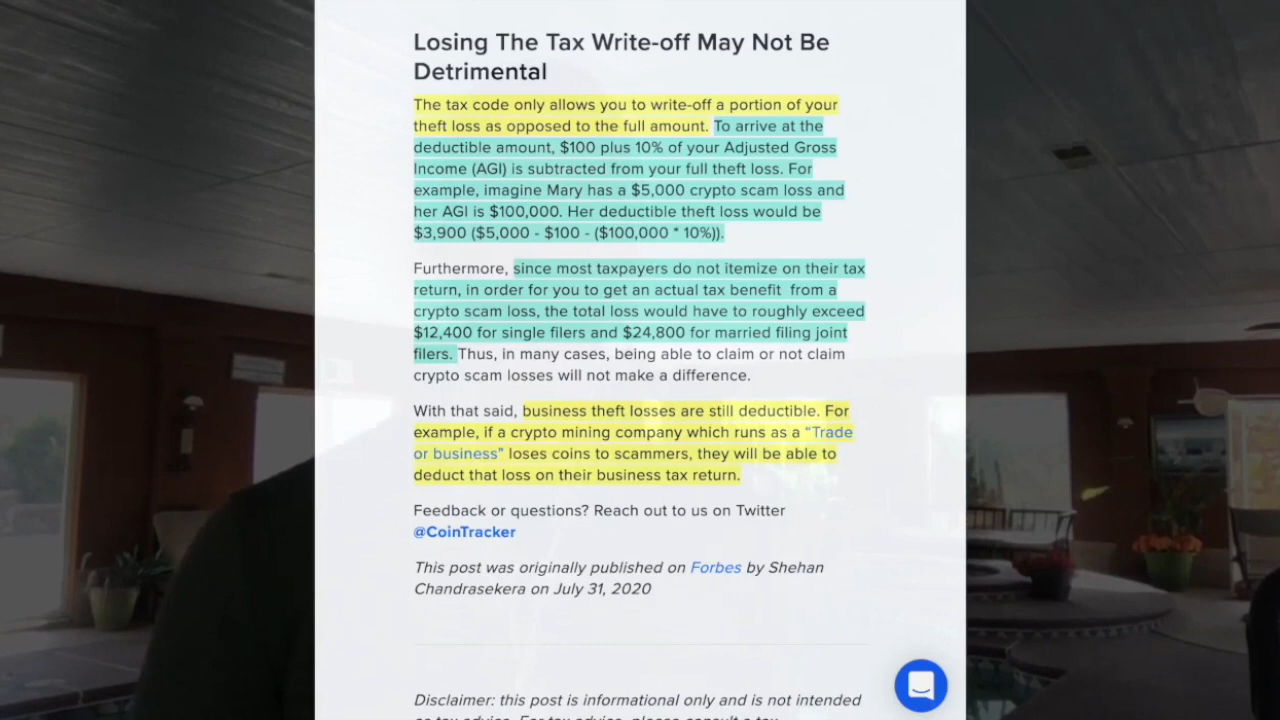 Losing The Tax Write-off May Not Be
Detrimental
The tax code only allows you to write-off a portion of your
theft loss as opposed to the full amount. To arrive at the
deductible amount, $100 plus 10% of your Adjusted Gross
Income (AGI) is subtracted from your full theft loss. For
example, imagine Mary has a $5,000 crypto scam loss and
her AGI is $100,000. Her deductible theft loss would be
$3,900 ($5,000 - $100 - ($100,000 * 10%)).
Furthermore, since most taxpayers do not itemize on their tax
return, in order for you to get an actual tax benefit from a
crypto scam loss, the total loss would have to roughly exceed
$12,400 for single filers and $24,800 for married filing joint
filers. Thus, in many cases, being able to claim or not claim
crypto scam losses will not make a difference.
With that said, business theft losses are still deductible. For
example, if a crypto mining company which runs as a “Trade
or business” loses coins to scammers, they will be able to
deduct that loss on their business tax return.
Feedback or questions? Reach out to us on Twitter
@CoinTracker
This post was originally published on Forbes by Shehan
Chandrasekera on July 31, 2020
Disclaimer: this post is informational only and is not intended
as tax advice. For tax advice, please consult a tax